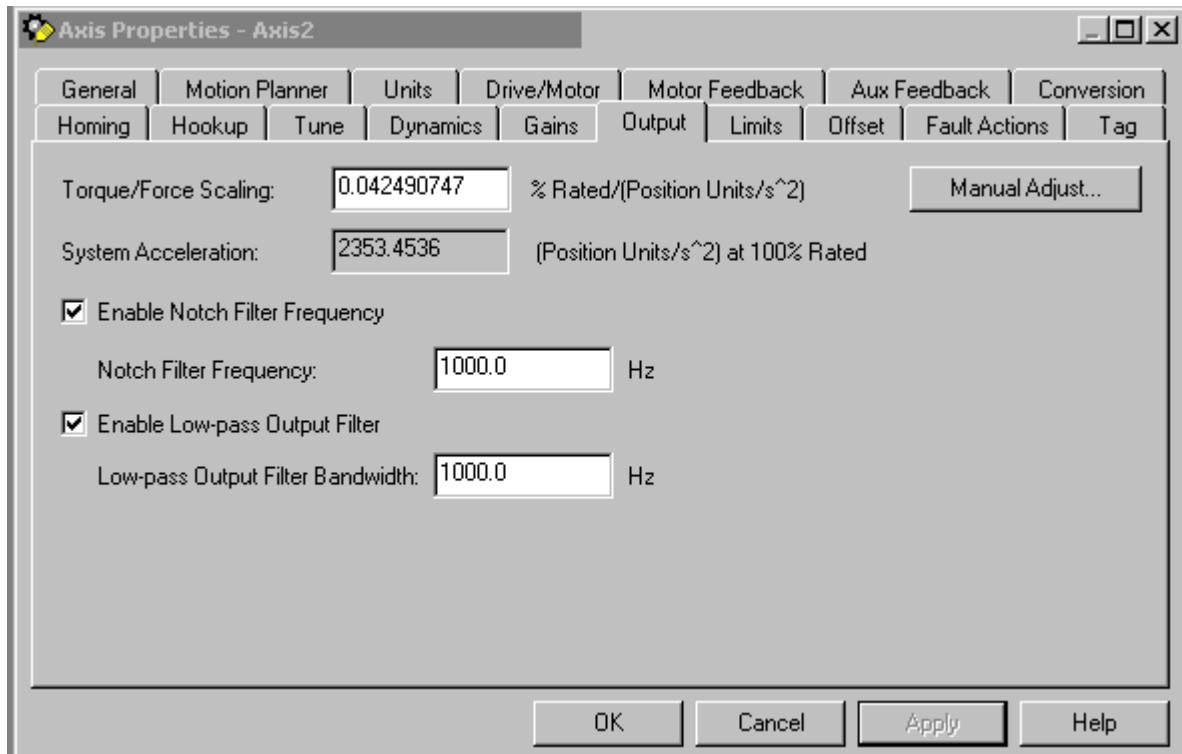 Axis Properties - Axis2
General Motion Planner Units Drive/Motor Motor Feedback Aux Feedback Conversion
Homing Hookup Tune Dynamics Gains Output Limits Offset Fault Actions Tag
Torque/Force Scaling: 0.042490747 % Rated/(Position Units/s^2) Manual Adjust...
System Acceleration: 2353.4536 (Position Units/s^2) at 100% Rated
Enable Notch Filter Frequency
Notch Filter Frequency: 1000.0 Hz
Enable Low-pass Output Filter
Low-pass Output Filter Bandwidth: 1000.0 Hz
OK Cancel Apply Help